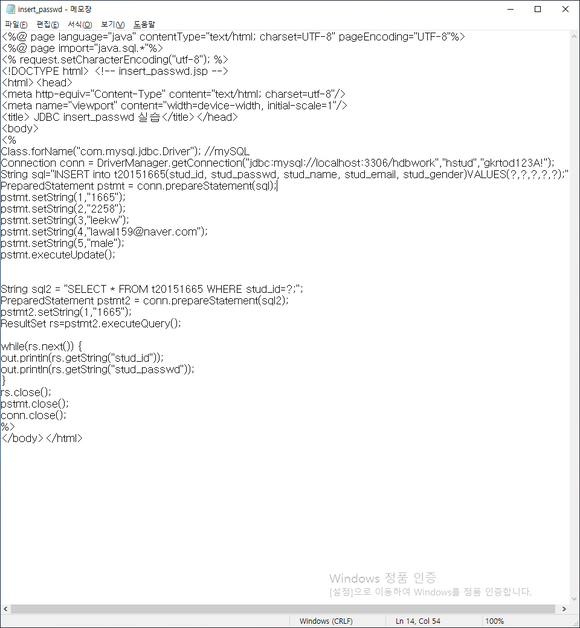 insert_passwd - 메모장
파일(F) 편집(E) 서식(O) 보기(V) 도움말
<%@ page language="java" contentType="text/html; charset=UTF-8" pageEncoding="UTF-8"%>
<%@ page import="java.sql.*"%>
<% request.setCharacterEncoding("utf-8"); %>
<!DOCTYPE html> <!-- insert_passwd.jsp -->
<html><head>
<meta http-equiv="Content-Type" content="text/html; charset=utf-8"/>
<meta name="viewport" content="width=device-width, initial-scale=1"/>
<title> JDBC insert_passwd 실습</title></head>
<body>
<%
Class.forName("com.mysql.jdbc.Driver"); //mySQL
Connection conn = DriverManager.getConnection("jdbc:mysql://localhost:3306/hdbwork","hstud","gkrtod123A!");
String sql="INSERT into t20151665(stud_id, stud_passwd, stud_name, stud_email, stud_gender)VALUES(?,?,?,?,?);"
PreparedStatement pstmt = conn.prepareStatement(sql);
pstmt.setString(1,"1665");
pstmt.setString(2,"2258");
pstmt.setString(3,"leekw");
pstmt.setString(4,"lawal159@naver.com");
pstmt.setString(5,"male");
pstmt.executeUpdate();
String sql2 = "SELECT * FROM t20151665 WHERE stud_id=?;";
PreparedStatement pstmt2 = conn.prepareStatement(sql2);
pstmt2.setString(1,"1665");
ResultSet rs=pstmt2.executeQuery();
while(rs.next()) {
out.println(rs.getString("stud_id"));
out.println(rs.getString("stud_passwd"));
}
rs.close();
pstmt.close();
conn.close();
%>
</body></html>
Windows 정품 인증
[설정]으로 이동하여 Windows를 정품 인증합니다.
Windows (CRLF) Ln 14, Col 54 100%